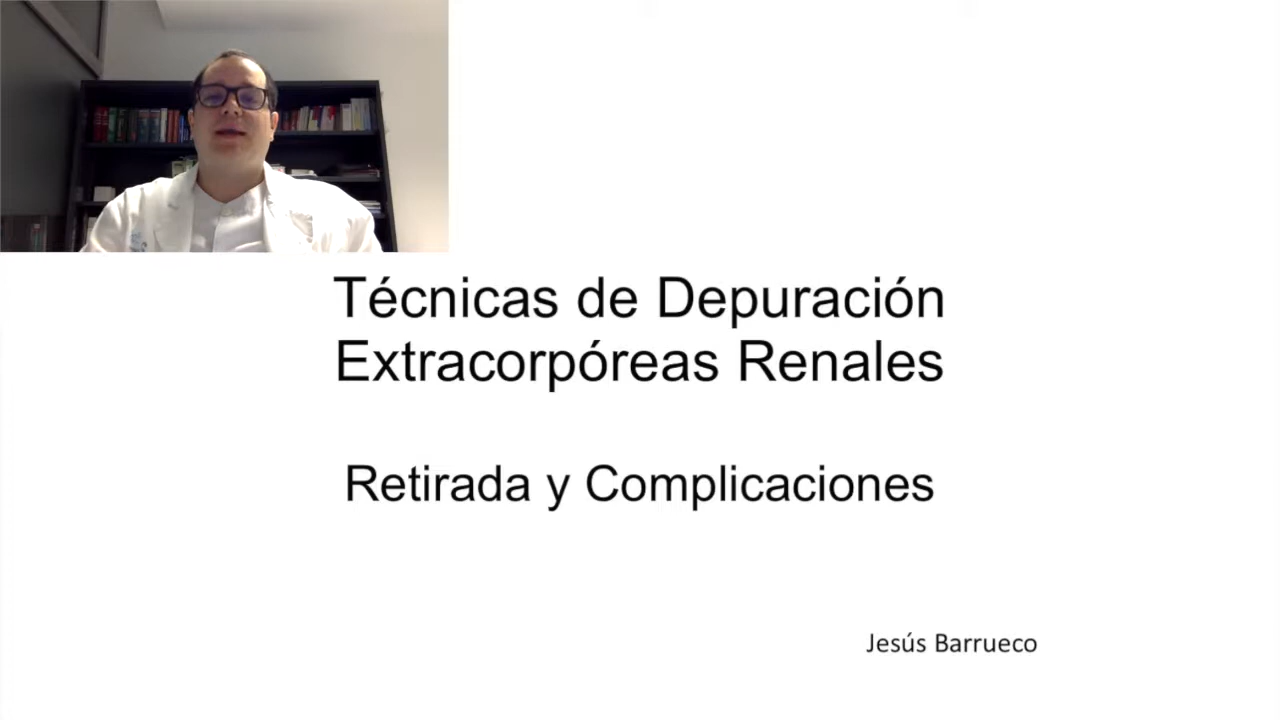 Técnicas de Depuración
Extracorpóreas Renales
Retirada y Complicaciones
Jesús Barrueco